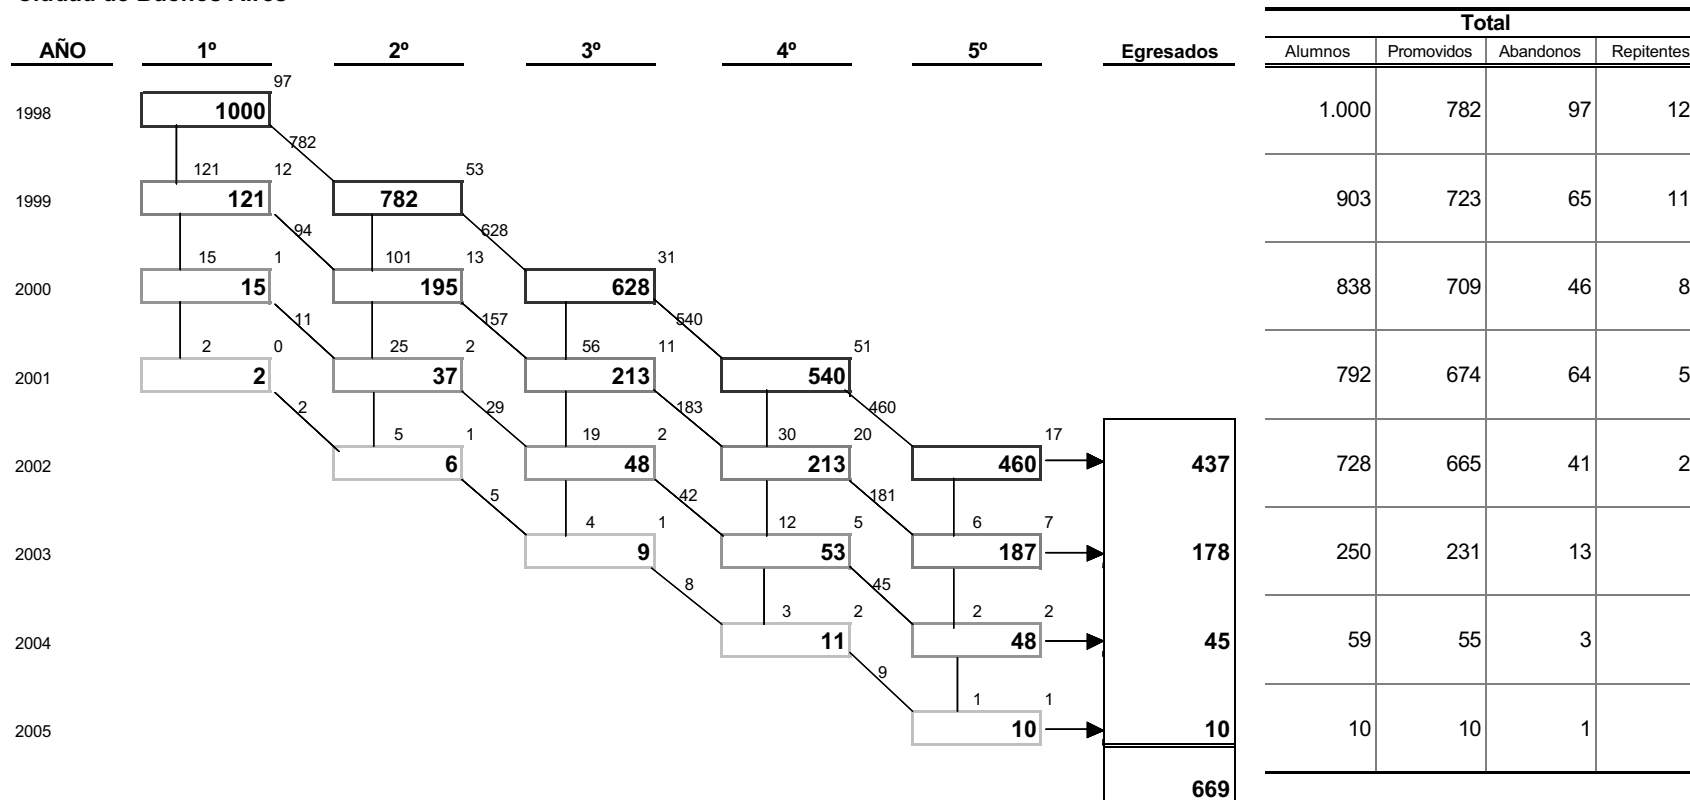 Total
AÑO 1º 2º 3º 4º 5º Egresados Alumnos Promovidos Abandonos Repitentes
97
1998 1000 1.000 782 97 12
782
121 12 53
1999 121 782 903 723 65 11
94 628
15 1 101 13 31
2000 15 195 628 838 709 46 8
11 157 540
2 0 25 2 56 11 51
2001 2 37 213 540 792 674 64 5
2 29 183 460
5 1 19 2 30 20 17
2002 6 48 213 460 437 728 665 41 2
5 42 181
4 1 12 5 6 7
2003 9 53 187 178 250 231 13
8 45
3 2 2 2
2004 11 48 45 59 55 3
9
1 1
2005 10 10 10 10 1
669